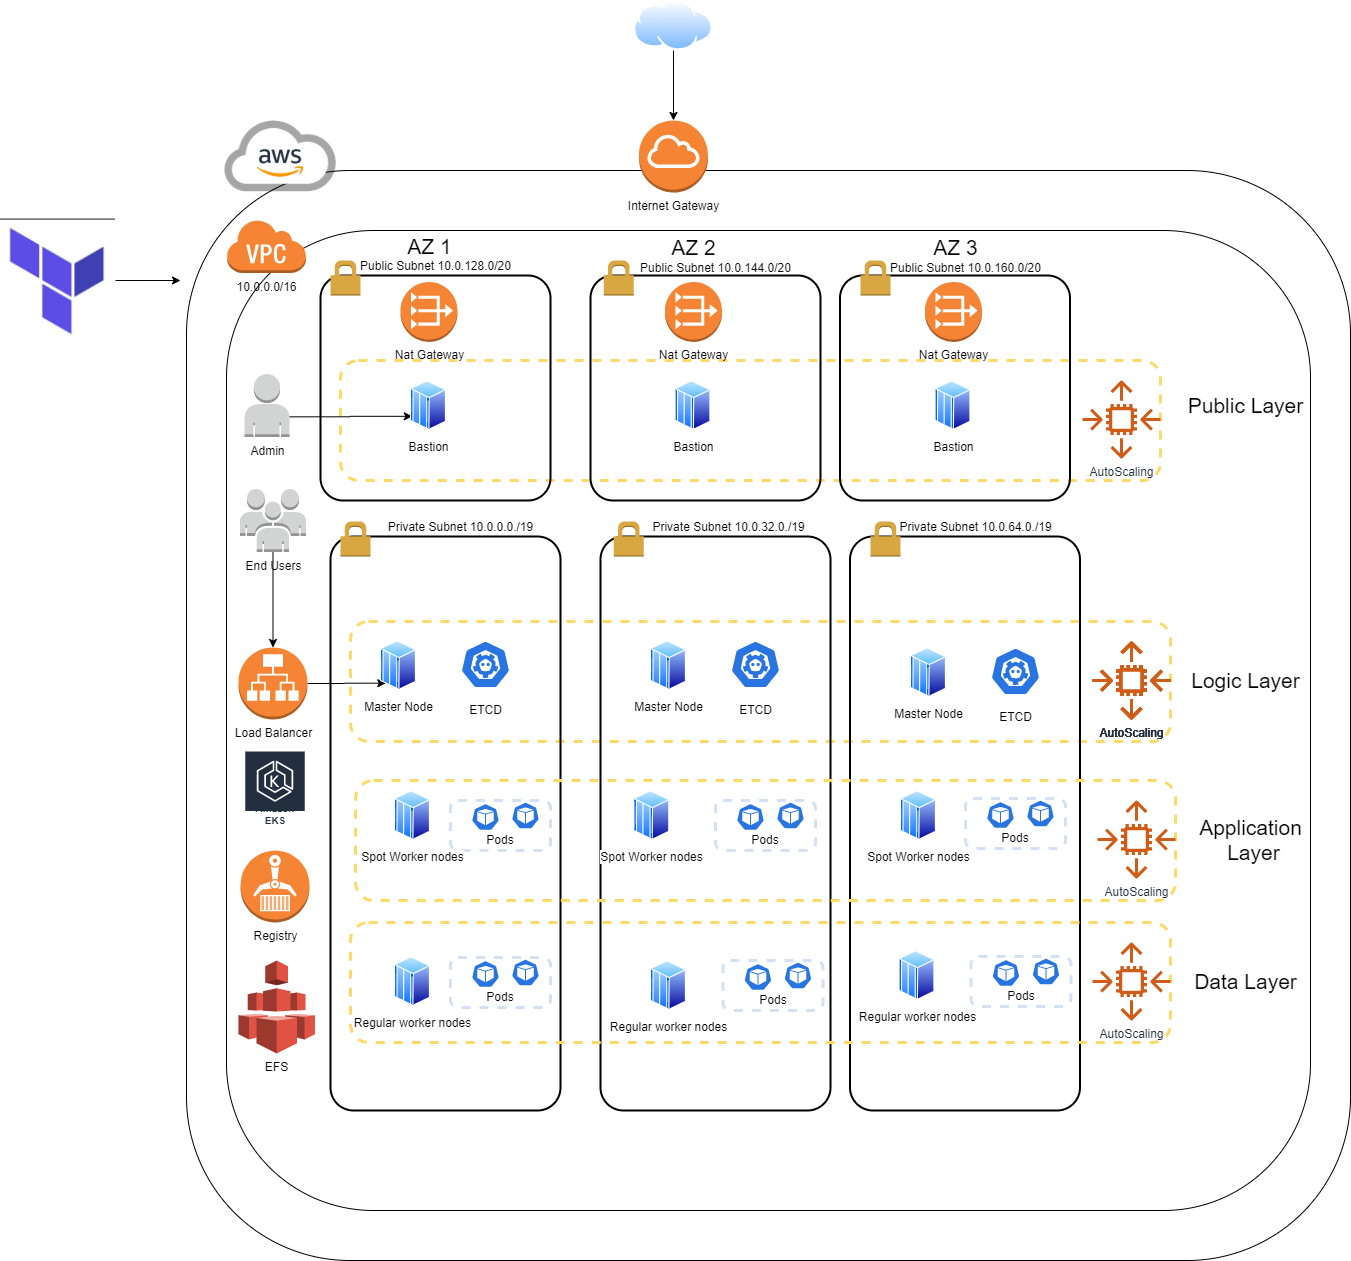 aws
Internet Gateway
VPC
10.0.0.0/16
AZ 1
AZ 2
AZ 3
Public Subnet 10.0.128.0/20
Public Subnet 10.0.144.0/20
Public Subnet 10.0.160.0/20
Nat Gateway
Nat Gateway
Nat Gateway
Admin
Bastion
Bastion
Bastion
AutoScaling
Public Layer
End Users
Private Subnet 10.0.0.0./19
Private Subnet 10.0.32.0./19
Private Subnet 10.0.64.0./19
Load Balancer
Master Node
ETCD
Master Node
ETCD
Master Node
ETCD
AutoScaling
Logic Layer
K
EKS
Spot Worker nodes
Pods
Spot Worker nodes
Pods
Spot Worker nodes
Pods
AutoScaling
Application
Layer
Registry
Regular worker nodes
Pods
Regular worker nodes
Pods
Regular worker nodes
Pods
AutoScaling
Data Layer
EFS